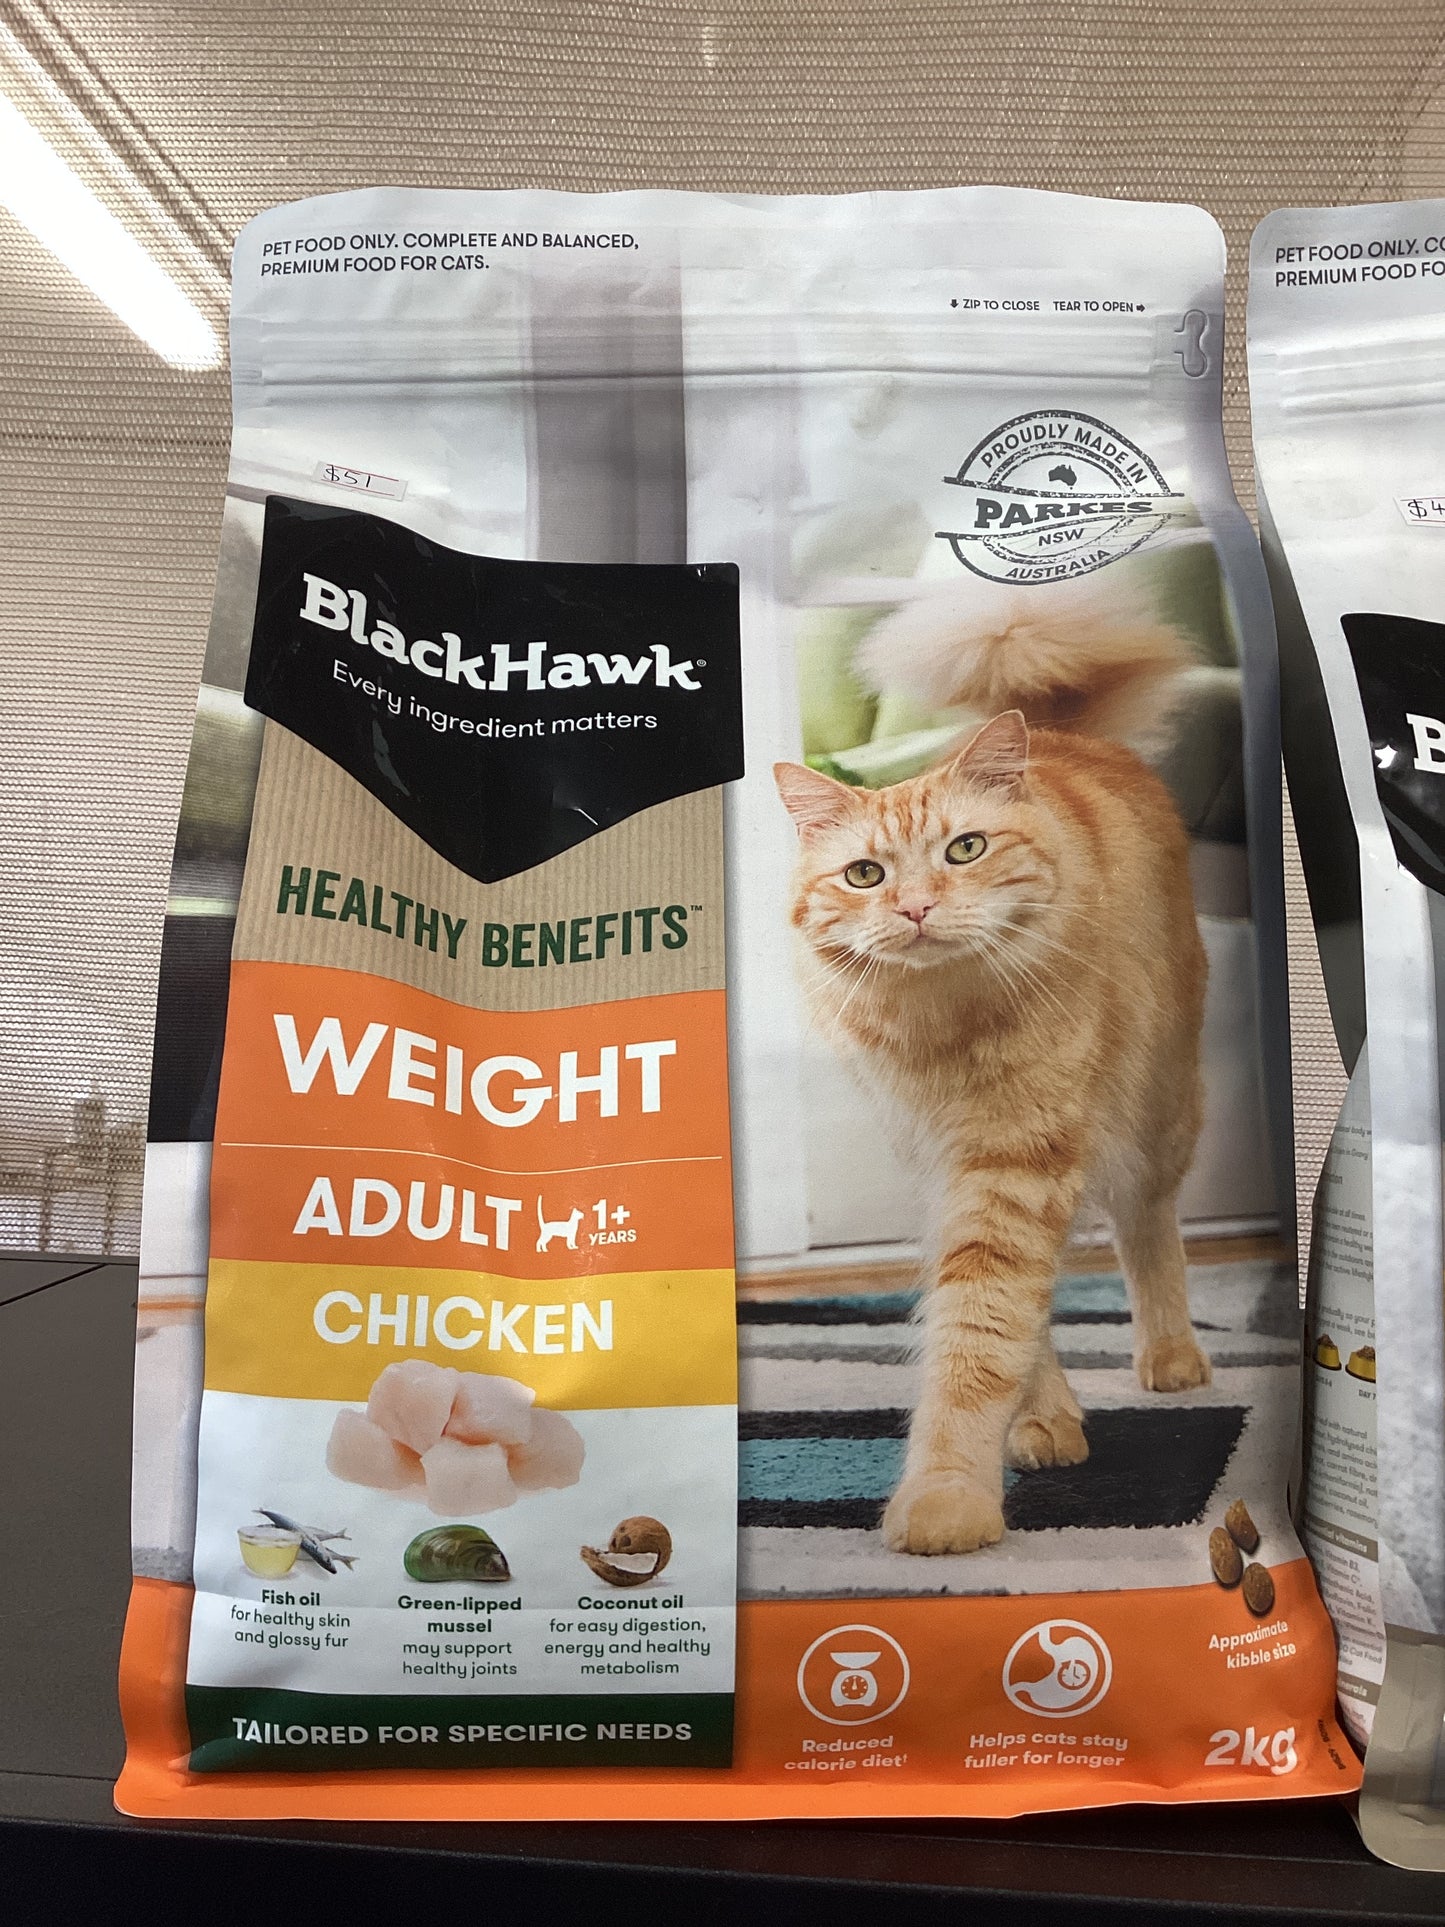 PET FOOD ONLY. COMPLETE AND BALANCED,
PREMIUM FOOD FOR CATS.
ZIP TO CLOSE TEAR TO OPEN
$51
PROUDLY MADE IN
PARKES
NSW
AUSTRALIA
BlackHawk®
Every ingredient matters
HEALTHY BENEFITS™
WEIGHT
ADULT 1+
YEARS
CHICKEN
Fish oil
for healthy skin
and glossy fur
Green-lipped
mussel
may support
healthy joints
Coconut oil
for easy digestion,
energy and healthy
metabolism
TAILORED FOR SPECIFIC NEEDS
Reduced
calorie diet†
Helps cats stay
fuller for longer
Approximate
kibble size
2kg
PET FOOD ONLY.
PREMIUM FOOD
$4
B
DAY 7